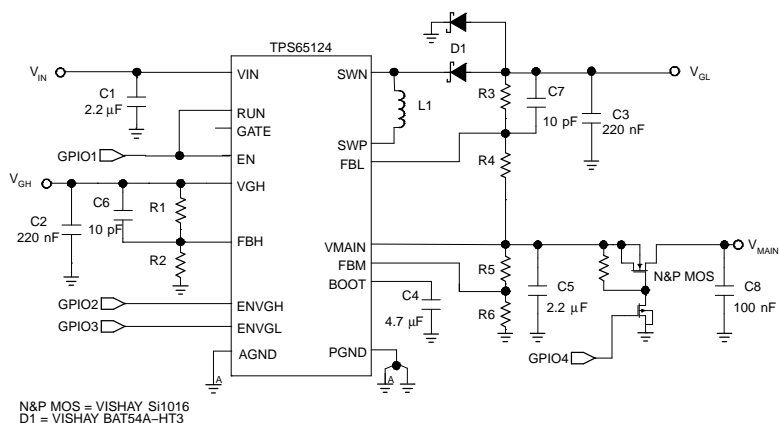 TPS65124
D1
V_IN
C1
2.2 μF
VIN
RUN
GATE
EN
GPIO1
V_GH
VGH
C6
10 pF
R1
C2
220 nF
FBH
R2
GPIO2
ENVGH
GPIO3
ENVGL
AGND
A
SWN
L1
SWP
FBL
R3
C7
10 pF
C3
220 nF
V_GL
R4
VMAIN
FBM
BOOT
C4
4.7 μF
R5
R6
C5
2.2 μF
N&P MOS
V_MAIN
C8
100 nF
GPIO4
PGND
A
N&P MOS = VISHAY Si1016
D1 = VISHAY BAT54A−HT3